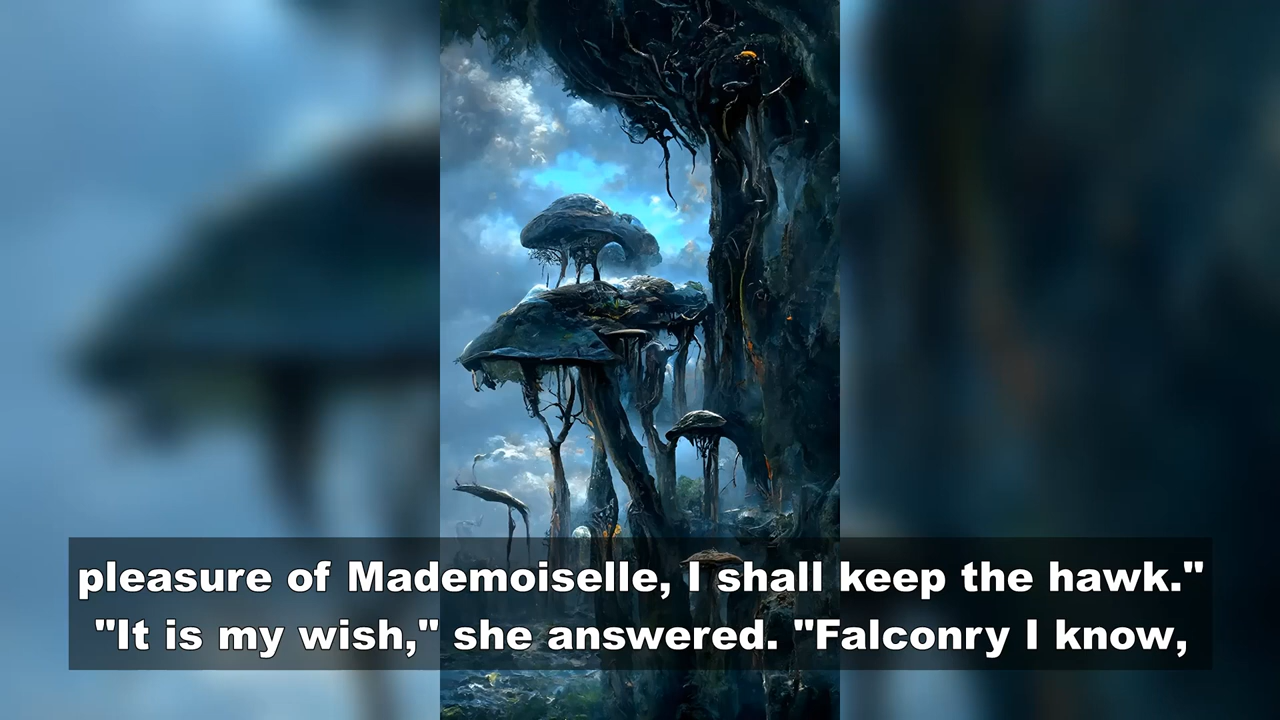 pleasure of Mademoiselle, I shall keep the hawk."
"It is my wish," she answered. "Falconry I know,